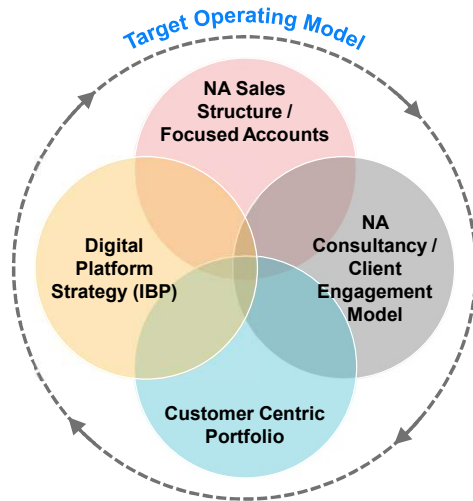 Target Operating Model
NA Sales
Structure /
Focused Accounts
Digital
Platform
Strategy (IBP)
NA
Consultancy /
Client
Engagement
Model
Customer Centric
Portfolio